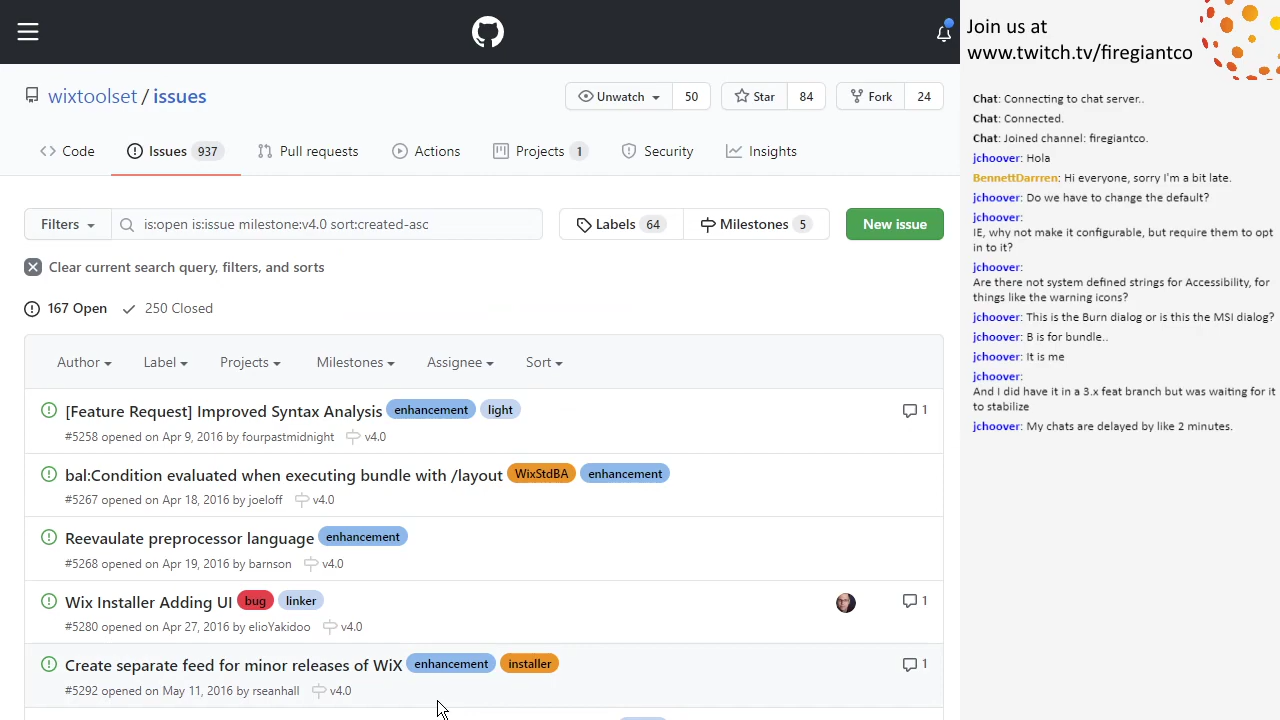 wixtoolset / issues
Unwatch 50
Star 84
Fork 24
Code
Issues 937
Pull requests
Actions
Projects 1
Security
Insights
Filters
is:open is:issue milestone:v4.0 sort:created-asc
Labels 64
Milestones 5
New issue
Clear current search query, filters, and sorts
167 Open
250 Closed
Author
Label
Projects
Milestones
Assignee
Sort
[Feature Request] Improved Syntax Analysis enhancement light 1
#5258 opened on Apr 9, 2016 by fourpastmidnight v4.0
bal:Condition evaluated when executing bundle with /layout WixStdBA enhancement
#5267 opened on Apr 18, 2016 by joeloff v4.0
Reevaulate preprocessor language enhancement
#5268 opened on Apr 19, 2016 by barnson v4.0
Wix Installer Adding UI bug linker 1
#5280 opened on Apr 27, 2016 by elioYakidoo v4.0
Create separate feed for minor releases of WiX enhancement installer 1
#5292 opened on May 11, 2016 by rseanhall v4.0
Join us at
www.twitch.tv/firegiantco
Chat: Connecting to chat server..
Chat: Connected.
Chat: Joined channel: firegiantco.
jchoover: Hola
BennettDarrren: Hi everyone, sorry I'm a bit late.
jchoover: Do we have to change the default?
jchoover:
IE, why not make it configurable, but require them to opt
in to it?
jchoover:
Are there not system defined strings for Accessibility, for
things like the warning icons?
jchoover: This is the Burn dialog or is this the MSI dialog?
jchoover: B is for bundle..
jchoover: It is me
jchoover:
And I did have it in a 3.x feat branch but was waiting for it
to stabilize
jchoover: My chats are delayed by like 2 minutes.